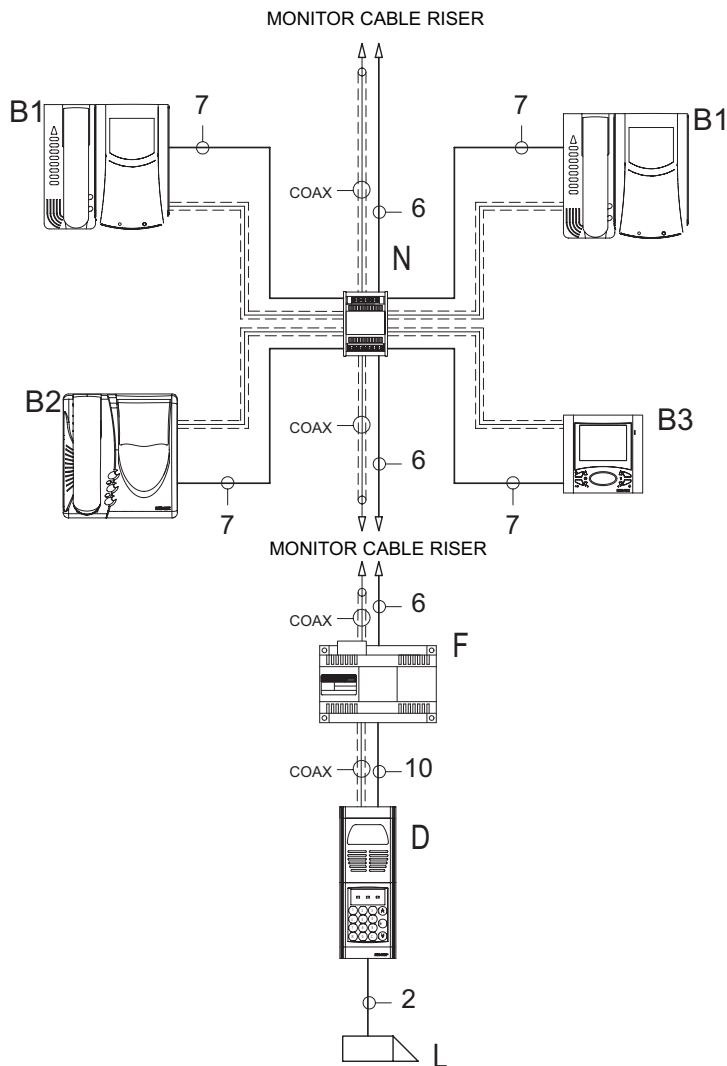 MONITOR CABLE RISER
B1
7
7
B1
COAX
6
N
B2
COAX
B3
6
7
7
MONITOR CABLE RISER
6
COAX
F
COAX
10
D
2
L